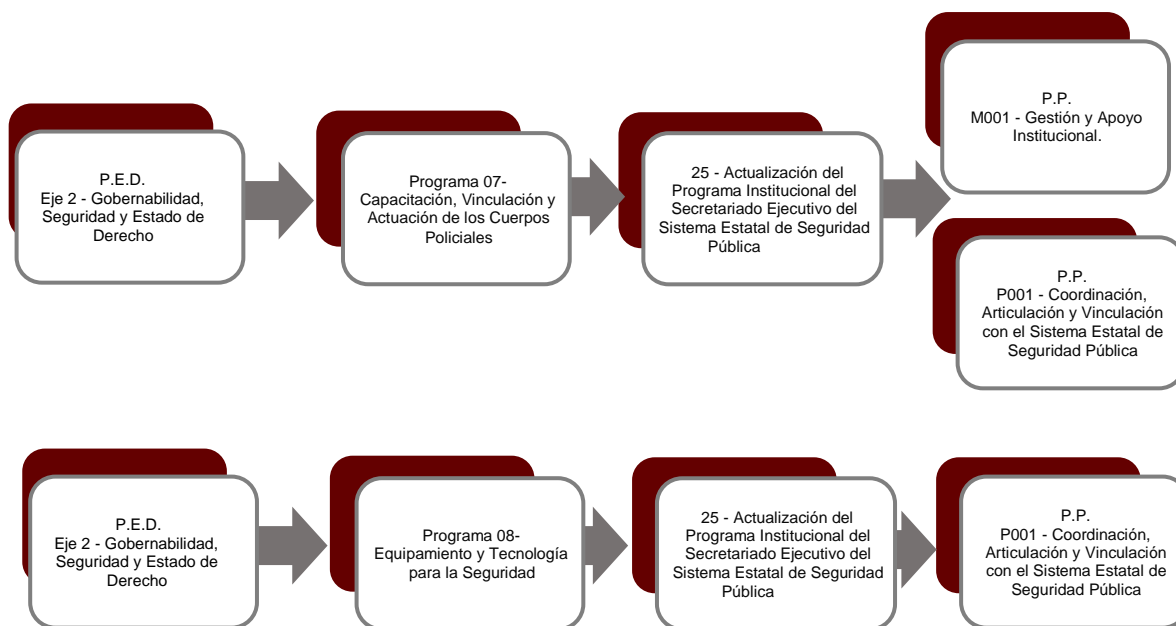 P.E.D.
Eje 2 - Gobernabilidad,
Seguridad y Estado de
Derecho
Programa 07-
Capacitación, Vinculación y
Actuación de los Cuerpos
Policiales
25 - Actualización del
Programa Institucional del
Secretariado Ejecutivo del
Sistema Estatal de Seguridad
Pública
P.P.
M001 - Gestión y Apoyo
Institucional.
P.P.
P001 - Coordinación,
Articulación y Vinculación
con el Sistema Estatal de
Seguridad Pública
P.E.D.
Eje 2 - Gobernabilidad,
Seguridad y Estado de
Derecho
Programa 08-
Equipamiento y Tecnología
para la Seguridad
25 - Actualización del
Programa Institucional del
Secretariado Ejecutivo del
Sistema Estatal de Seguridad
Pública
P.P.
P001 - Coordinación,
Articulación y Vinculación
con el Sistema Estatal de
Seguridad Pública